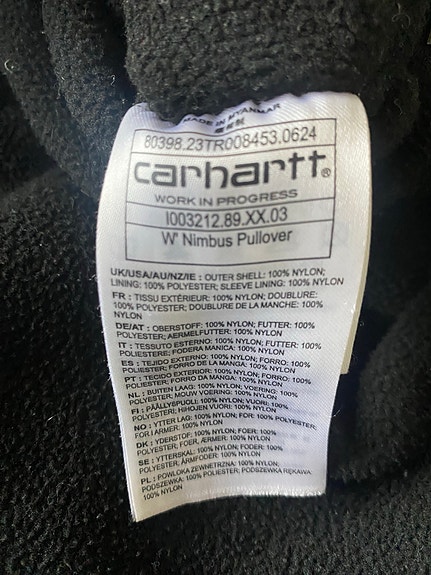 MADE IN MYANMAR
80398.23TR008453.0624
carhartt®
WORK IN PROGRESS
I003212.89.XX.03
W' Nimbus Pullover
UK/USA/AU/NZ/IE : OUTER SHELL: 100% NYLON;
LINING: 100% POLYESTER; SLEEVE LINING: 100% NYLON
FR : TISSU EXTÉRIEUR: 100% NYLON; DOUBLURE:
100% POLYESTER; DOUBLURE DE LA MANCHE: 100%
NYLON
DE/AT : OBERSTOFF: 100% NYLON; FUTTER: 100%
POLYESTER; AERMELFUTTER: 100% NYLON
IT : TESSUTO ESTERNO: 100% NYLON; FODERA: 100%
POLIESTERE; FODERA MANICA: 100% NYLON
ES : TEJIDO EXTERNO: 100% NYLON; FORRO: 100%
POLIESTER; FORRO DE LA MANGA: 100% NYLON
PT : TECIDO EXTERIOR: 100% NYLON; FORRO: 100%
POLIESTER; FORRO DA MANGA: 100% NYLON
NL : BUITEN LAAG: 100% NYLON; VOERING: 100%
POLYESTER; MOUW VOERING: 100% NYLON
FI : PÄÄLLYSPUOLI: 100% NYLON; VUORI: 100%
POLYESTER; HIHOJEN VUORI: 100% NYLON
NO : YTTER LAG: 100% NYLON; FOR: 100% POLYESTER;
FOR I ARMER: 100% NYLON
DK : YDERSTOF: 100% NYLON; FOER: 100%
POLYESTER; FOER, ÆRMER: 100% NYLON
SE : YTTERSKAL: 100% NYLON; FODER: 100%
POLYESTER; ÄRMFODER: 100% NYLON
PL : POWŁOKA ZEWNĘTRZNA: 100% NYLON;
PODSZEWKA: 100% POLIESTER; PODSZEWKA RĘKAWA:
100% NYLON